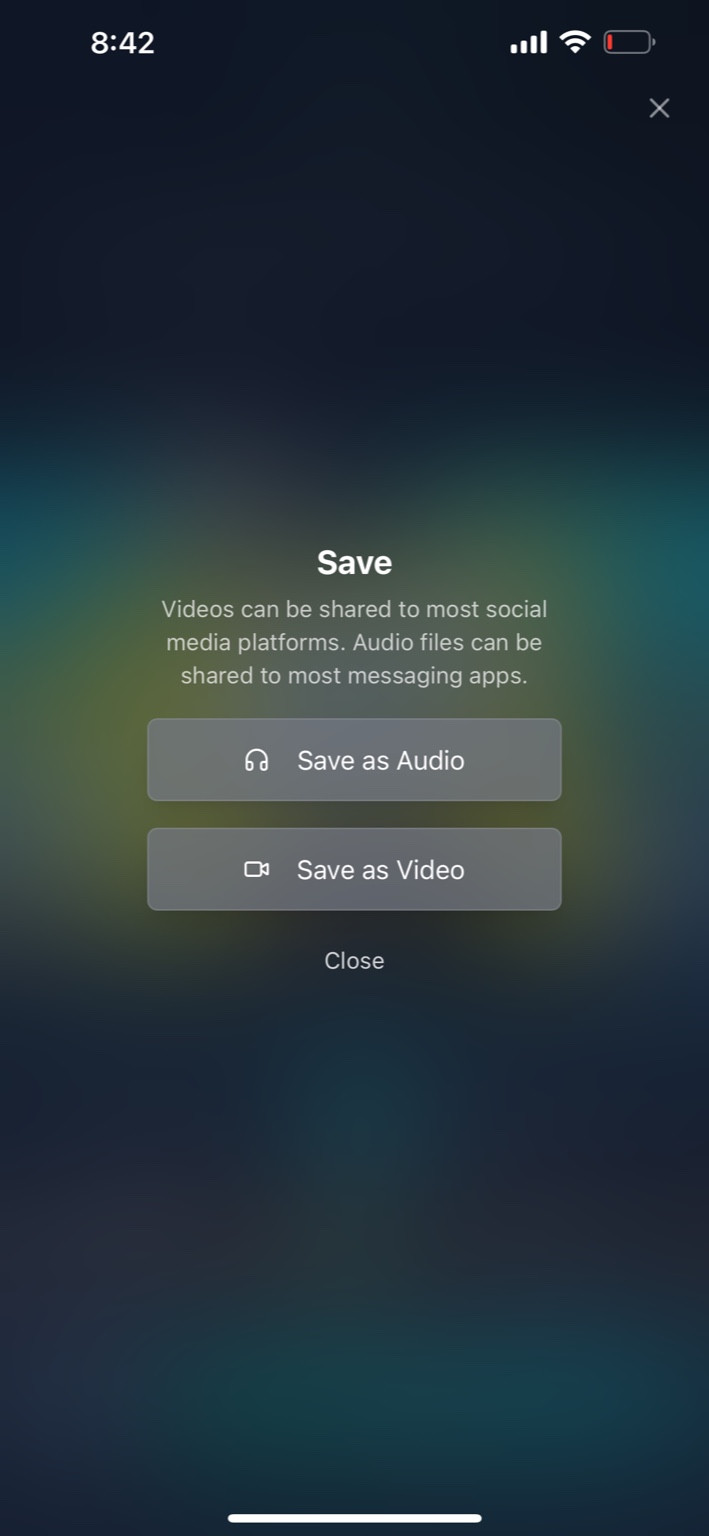 8:42
Save
Videos can be shared to most social
media platforms. Audio files can be
shared to most messaging apps.
Save as Audio
Save as Video
Close